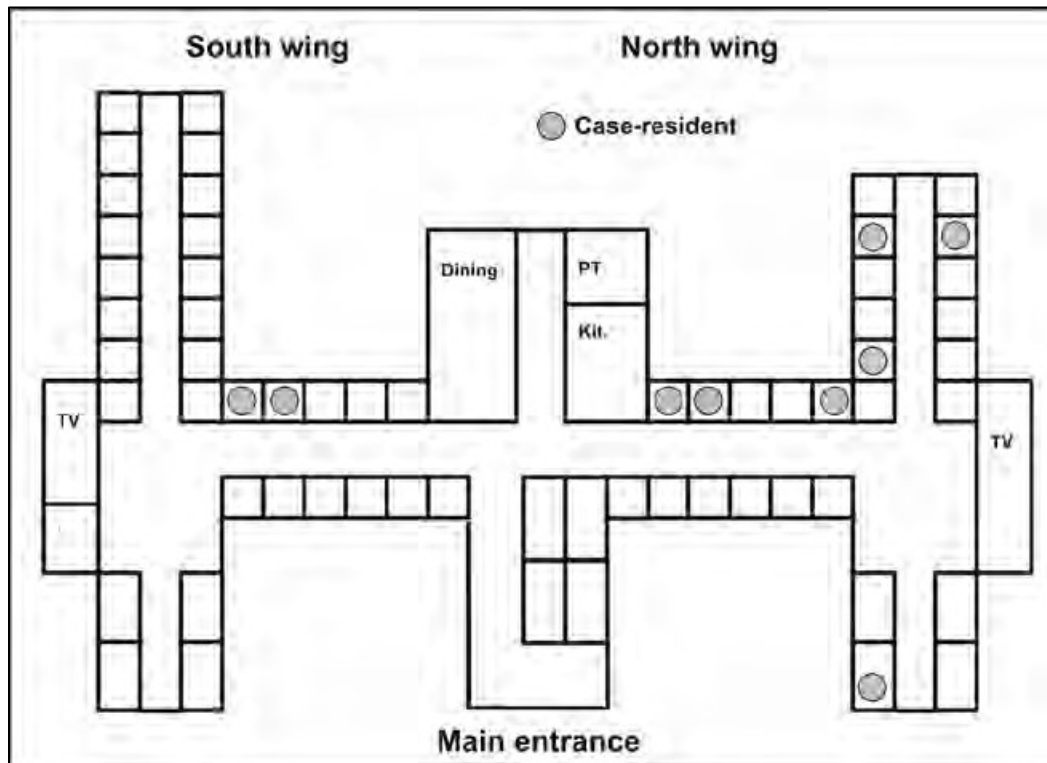 South wing
North wing
Case-resident
Dining
PT
Kit.
TV
TV
Main entrance